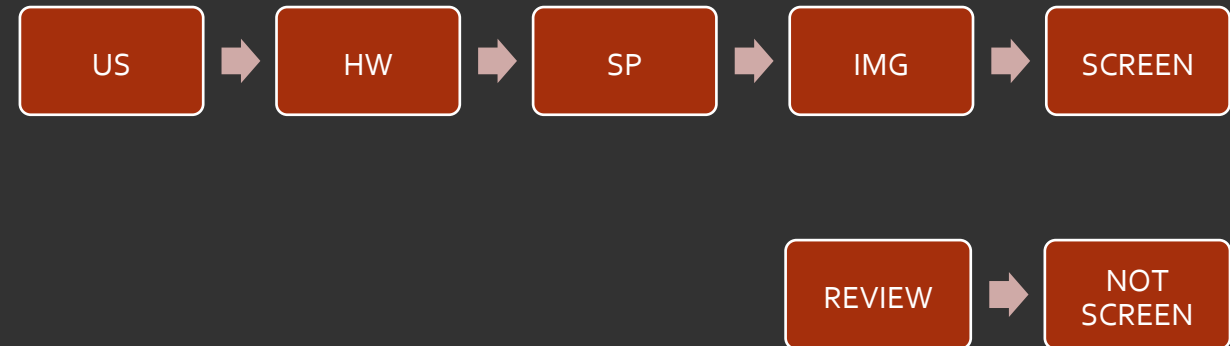 US
HW
SP
IMG
SCREEN
REVIEW
NOT
SCREEN